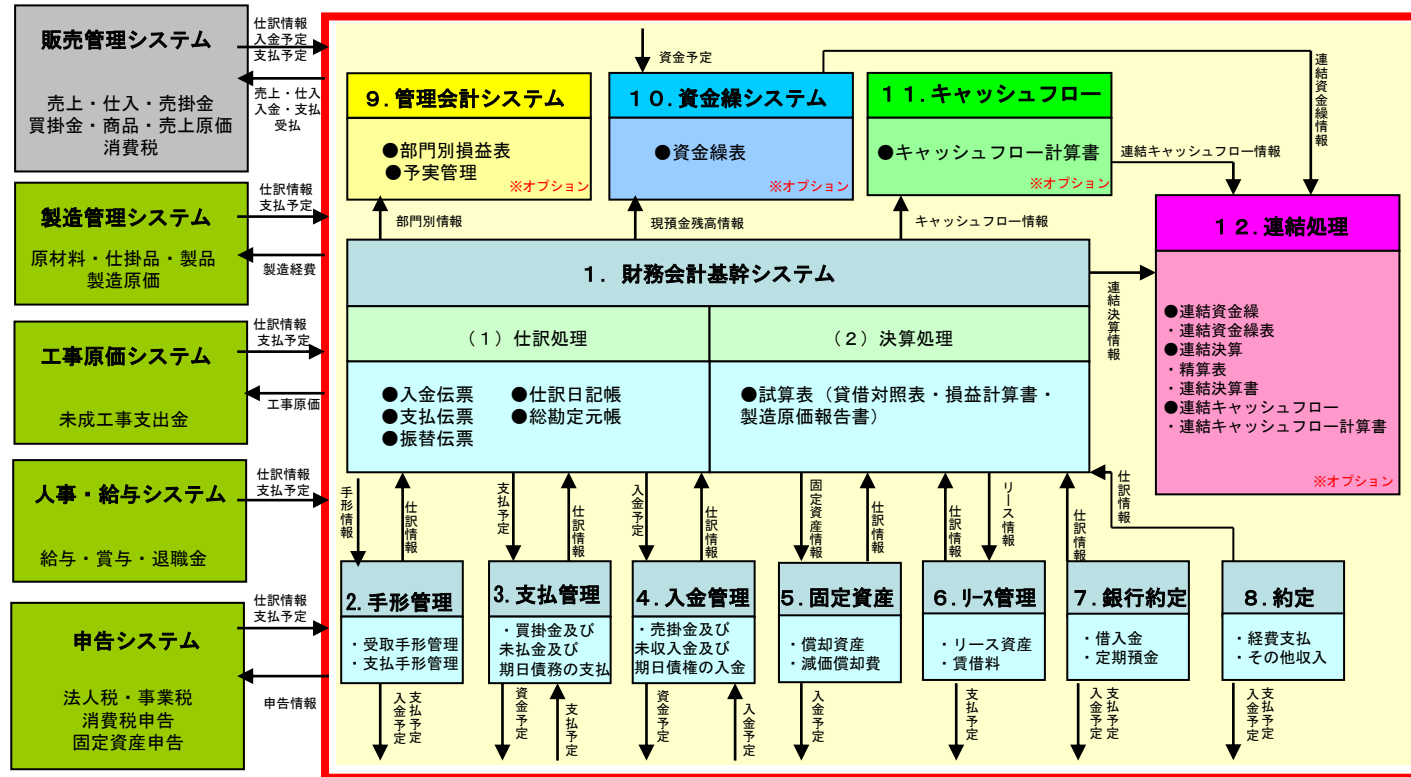 販売管理システム
売上・仕入・売掛金
買掛金・商品・売上原価
消費税
仕訳情報
入金予定
支払予定
売上・仕入
入金・支払
受払
製造管理システム
原材料・仕掛品・製品
製造原価
仕訳情報
支払予定
製造経費
工事原価システム
未成工事支出金
仕訳情報
支払予定
工事原価
人事・給与システム
給与・賞与・退職金
仕訳情報
支払予定
申告システム
法人税・事業税
消費税申告
固定資産申告
仕訳情報
支払予定
申告情報
資金予定
連結資金繰情報
9.管理会計システム
●部門別損益表
●予実管理
※オプション
10.資金繰システム
●資金繰表
※オプション
11.キャッシュフロー
●キャッシュフロー計算書
※オプション
連結キャッシュフロー情報
部門別情報
現預金残高情報
キャッシュフロー情報
12.連結処理
●連結資金繰
・連結資金繰表
●連結決算
・精算表
・連結決算書
●連結キャッシュフロー
・連結キャッシュフロー計算書
※オプション
1. 財務会計基幹システム
連結決算情報
(1)仕訳処理
(2)決算処理
●入金伝票
●支払伝票
●振替伝票
●仕訳日記帳
●総勘定元帳
●試算表(貸借対照表・損益計算書・
製造原価報告書)
手形情報
仕訳情報
支払予定
仕訳情報
入金予定
仕訳情報
固定資産情報
仕訳情報
仕訳情報
リース情報
仕訳情報
仕訳情報
2.手形管理
・受取手形管理
・支払手形管理
3.支払管理
・買掛金及び
未払金及び
期日債務の支払
4.入金管理
・売掛金及び
未収入金及び
期日債権の入金
5.固定資産
・償却資産
・減価償却費
6.リース管理
・リース資産
・賃借料
7.銀行約定
・借入金
・定期預金
8.約定
・経費支払
・その他収入
入金予定
支払予定
資金予定
支払予定
資金予定
入金予定
入金予定
支払予定
入金予定
支払予定
入金予定
支払予定